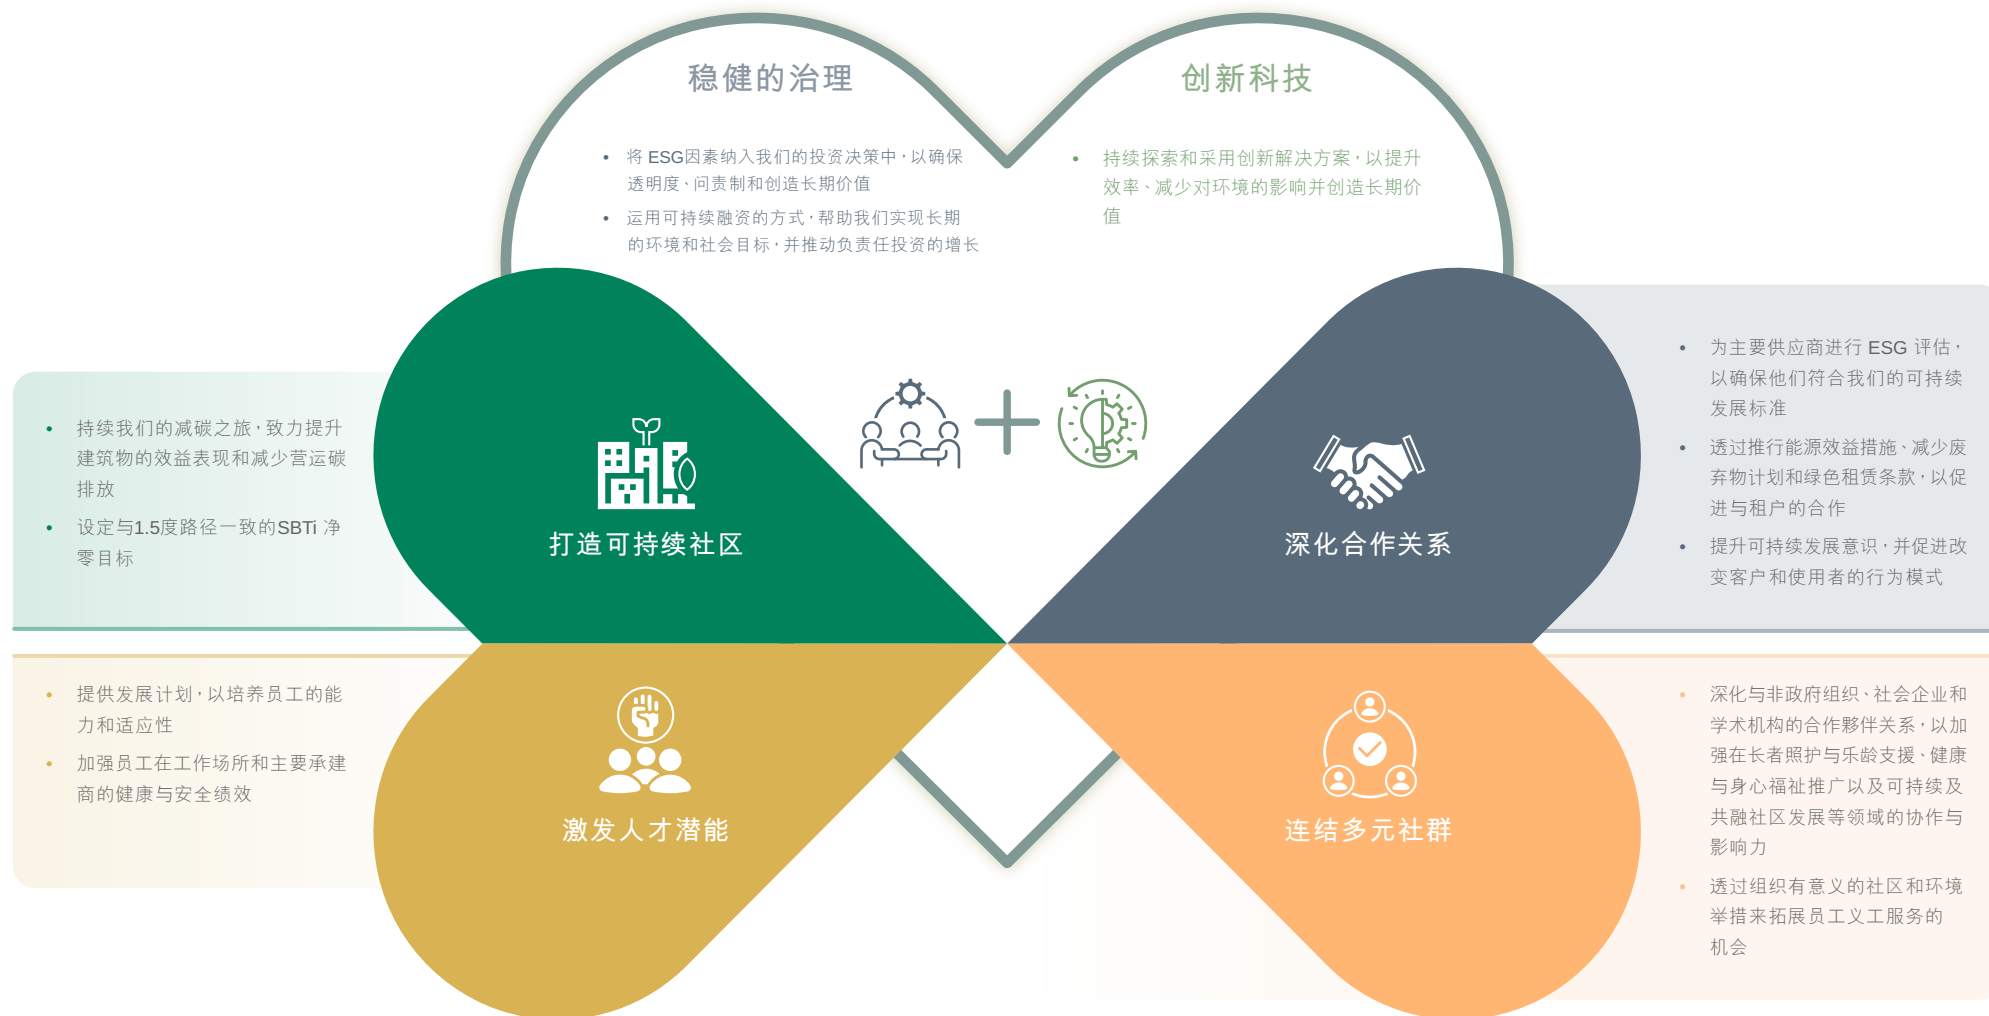 稳健的治理
• 将 ESG因素纳入我们的投资决策中，以确保
透明度、问责制和创造长期价值
• 运用可持续融资的方式，帮助我们实现长期
的环境和社会目标，并推动负责任投资的增长
创新科技
• 持续探索和采用创新解决方案，以提升
效率、减少对环境的影响并创造长期价
值
• 持续我们的减碳之旅，致力提升
建筑物的效益表现和减少营运碳
排放
• 设定与1.5度路径一致的SBTi 净
零目标
打造可持续社区
深化合作关系
• 为主要供应商进行 ESG 评估，
以确保他们符合我们的可持续
发展标准
• 透过推行能源效益措施、减少废
弃物计划和绿色租赁条款，以促
进与租户的合作
• 提升可持续发展意识，并促进改
变客户和使用者的行为模式
• 提供发展计划，以培养员工的能
力和适应性
• 加强员工在工作场所和主要承建
商的健康与安全绩效
激发人才潜能
连结多元社群
• 深化与非政府组织、社会企业和
学术机构的合作夥伴关系，以加
强在长者照护与乐龄支援、健康
与身心福祉推广以及可持续及
共融社区发展等领域的协作与
影响力
• 透过组织有意义的社区和环境
举措来拓展员工义工服务的
机会